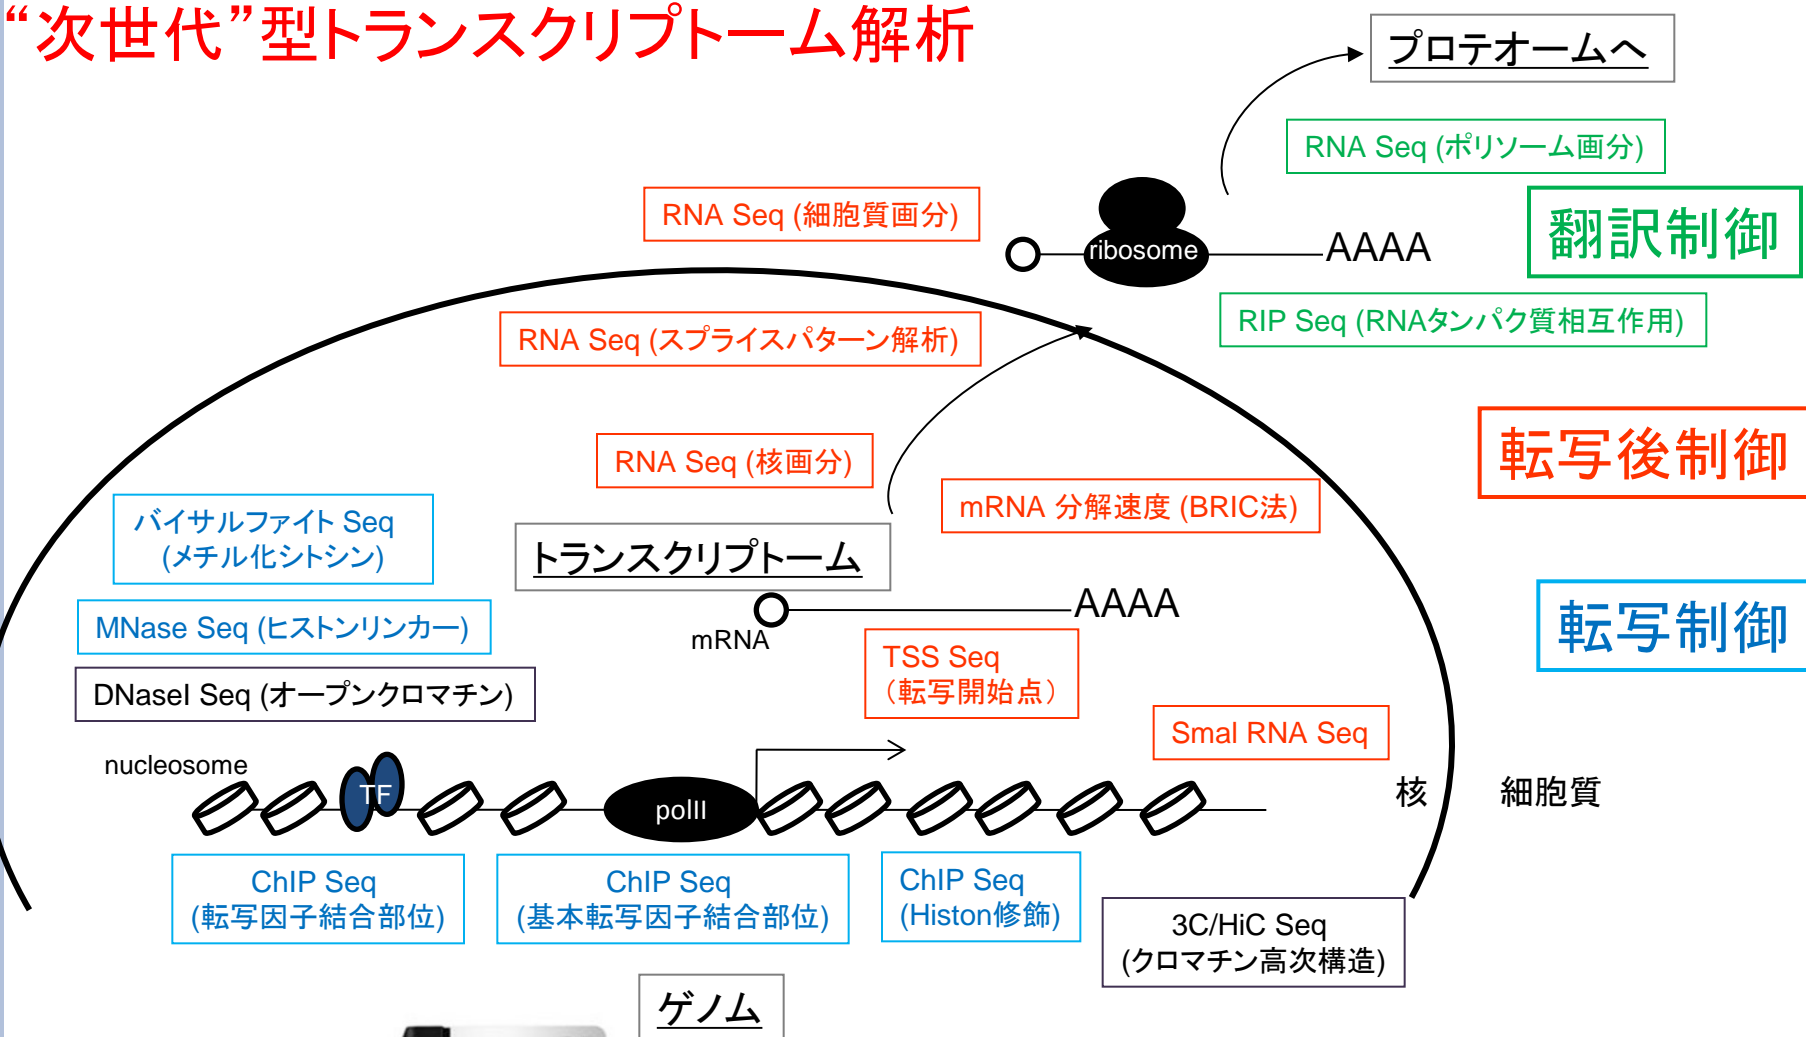 “次世代”型トランスクリプトーム解析
プロテオームへ
RNA Seq (ポリソーム画分)
RNA Seq (細胞質画分)
翻訳制御
ribosome
AAAA
RIP Seq (RNAタンパク質相互作用)
RNA Seq (スプライスパターン解析)
転写後制御
RNA Seq (核画分)
mRNA 分解速度 (BRIC法)
バイサルファイト Seq
(メチル化シトシン)
トランスクリプトーム
転写制御
MNase Seq (ヒストンリンカー)
AAAA
mRNA
TSS Seq
（転写開始点）
DNaseI Seq (オープンクロマチン)
Smal RNA Seq
nucleosome
TF
polII
核
細胞質
ChIP Seq
(転写因子結合部位)
ChIP Seq
(基本転写因子結合部位)
ChIP Seq
(Histon修飾)
3C/HiC Seq
(クロマチン高次構造)
ゲノム